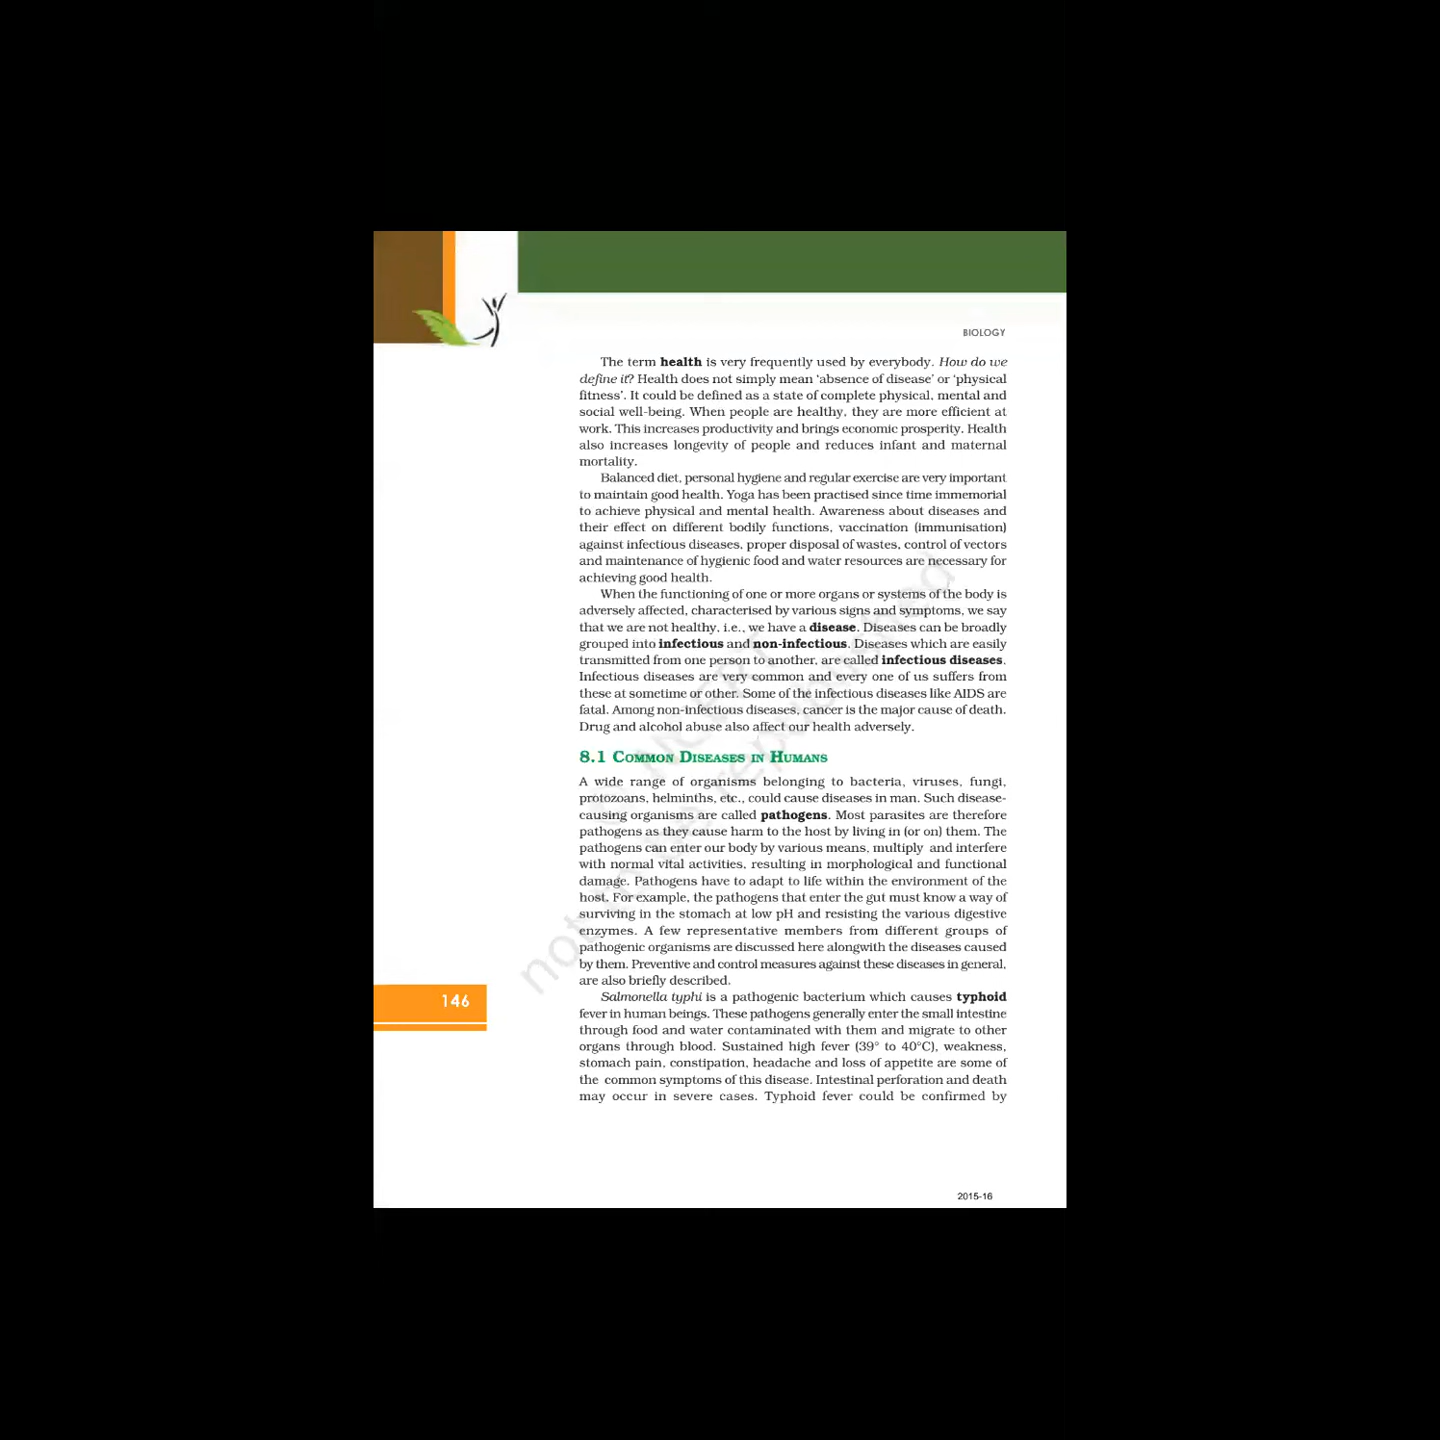 BIOLOGY
The term health is very frequently used by everybody. How do we
define it? Health does not simply mean ‘absence of disease’ or ‘physical
fitness’. It could be defined as a state of complete physical, mental and
social well-being. When people are healthy, they are more efficient at
work. This increases productivity and brings economic prosperity. Health
also increases longevity of people and reduces infant and maternal
mortality.
Balanced diet, personal hygiene and regular exercise are very important
to maintain good health. Yoga has been practised since time immemorial
to achieve physical and mental health. Awareness about diseases and
their effect on different bodily functions, vaccination (immunisation)
against infectious diseases, proper disposal of wastes, control of vectors
and maintenance of hygienic food and water resources are necessary for
achieving good health.
When the functioning of one or more organs or systems of the body is
adversely affected, characterised by various signs and symptoms, we say
that we are not healthy, i.e., we have a disease. Diseases can be broadly
grouped into infectious and non-infectious. Diseases which are easily
transmitted from one person to another, are called infectious diseases.
Infectious diseases are very common and every one of us suffers from
these at sometime or other. Some of the infectious diseases like AIDS are
fatal. Among non-infectious diseases, cancer is the major cause of death.
Drug and alcohol abuse also affect our health adversely.
8.1 COMMON DISEASES IN HUMANS
A wide range of organisms belonging to bacteria, viruses, fungi,
protozoans, helminths, etc., could cause diseases in man. Such disease-
causing organisms are called pathogens. Most parasites are therefore
pathogens as they cause harm to the host by living in (or on) them. The
pathogens can enter our body by various means, multiply and interfere
with normal vital activities, resulting in morphological and functional
damage. Pathogens have to adapt to life within the environment of the
host. For example, the pathogens that enter the gut must know a way of
surviving in the stomach at low pH and resisting the various digestive
enzymes. A few representative members from different groups of
pathogenic organisms are discussed here alongwith the diseases caused
by them. Preventive and control measures against these diseases in general,
are also briefly described.
Salmonella typhi is a pathogenic bacterium which causes typhoid
fever in human beings. These pathogens generally enter the small intestine
through food and water contaminated with them and migrate to other
organs through blood. Sustained high fever (39° to 40°C), weakness,
stomach pain, constipation, headache and loss of appetite are some of
the common symptoms of this disease. Intestinal perforation and death
may occur in severe cases. Typhoid fever could be confirmed by
146
© NCERT
not to be republished
2015-16